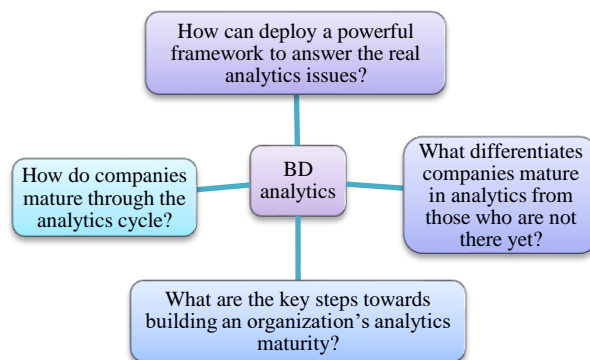 How can deploy a powerful
framework to answer the real
analytics issues?
How do companies
mature through the
analytics cycle?
BD
analytics
What differentiates
companies mature
in analytics from
those who are not
there yet?
What are the key steps towards
building an organization’s analytics
maturity?